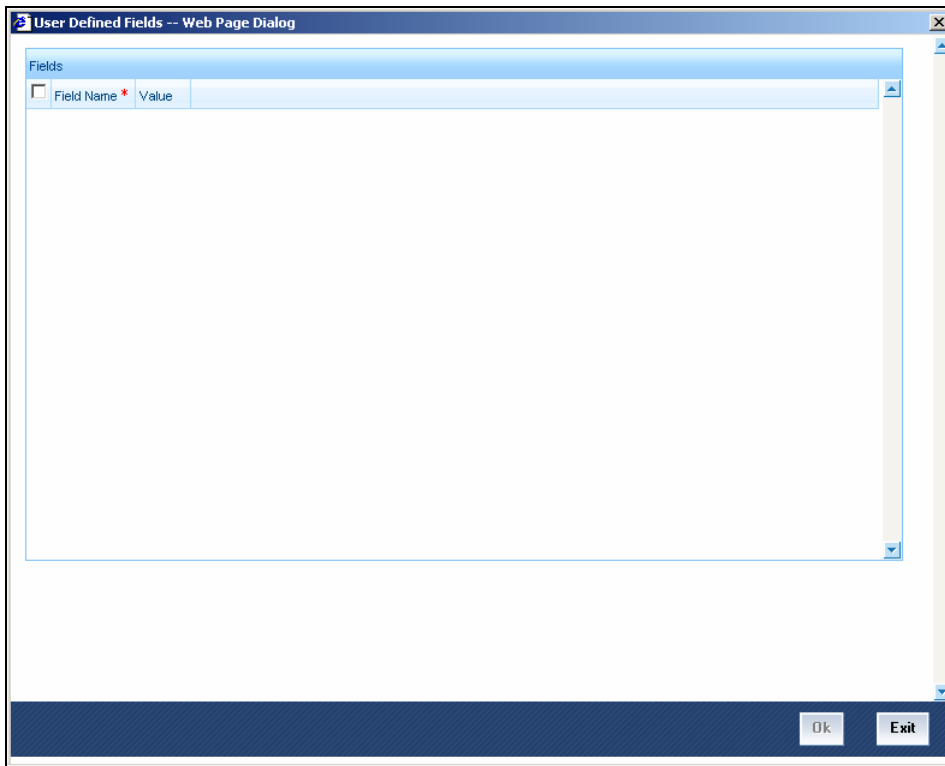 User Defined Fields -- Web Page Dialog
Fields
Field Name * Value
Ok Exit